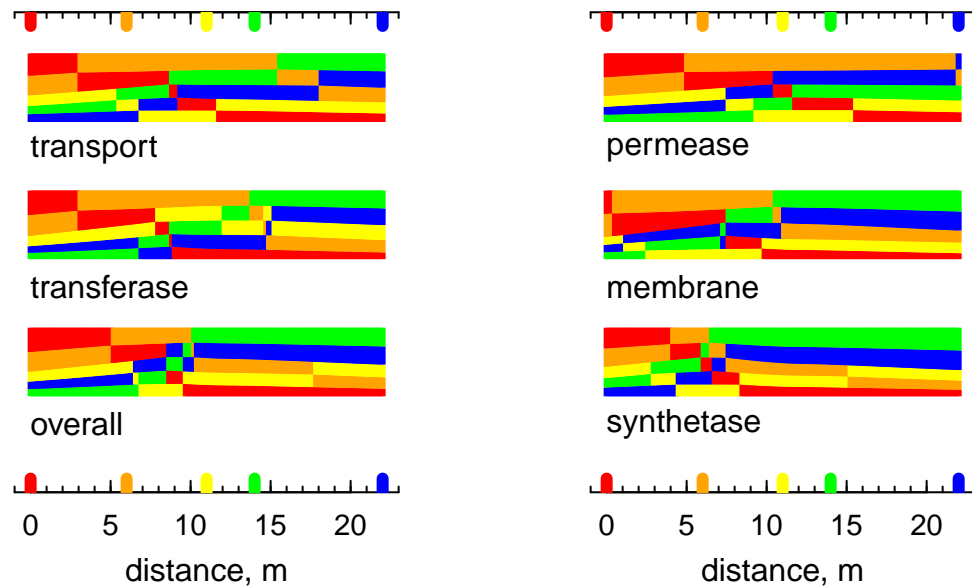 transport
permease
transferase
membrane
overall
synthetase
0 5 10 15 20
0 5 10 15 20
distance, m
distance, m